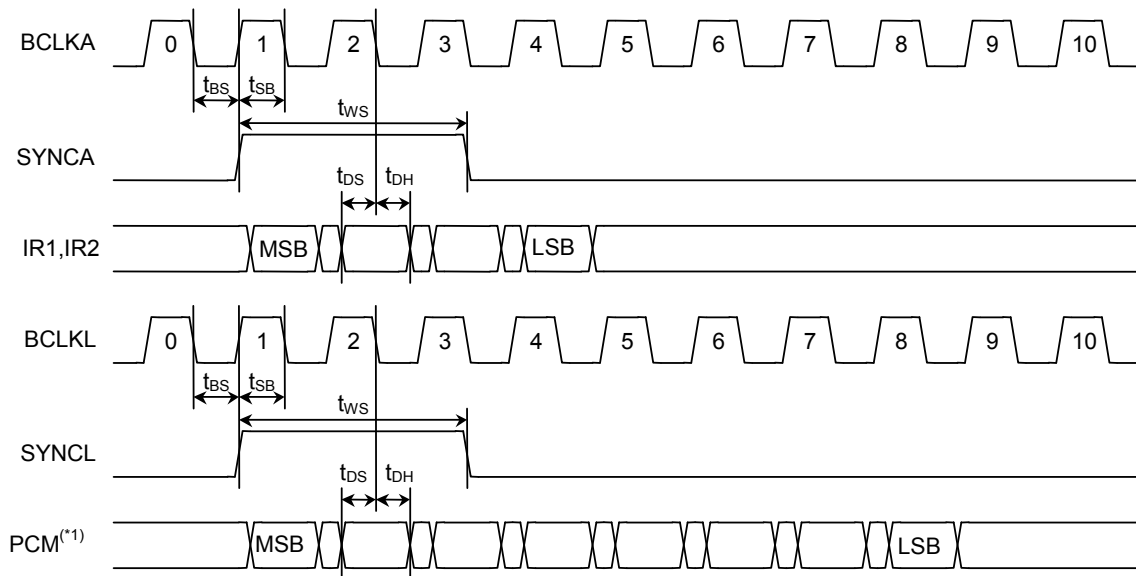 BCLKA 0 1 2 3 4 5 6 7 8 9 10
tBS tSB
tWS
SYNCA
tDS tDH
IR1,IR2 MSB LSB
BCLKL 0 1 2 3 4 5 6 7 8 9 10
tBS tSB
tWS
SYNCL
tDS tDH
PCM(*1) MSB LSB